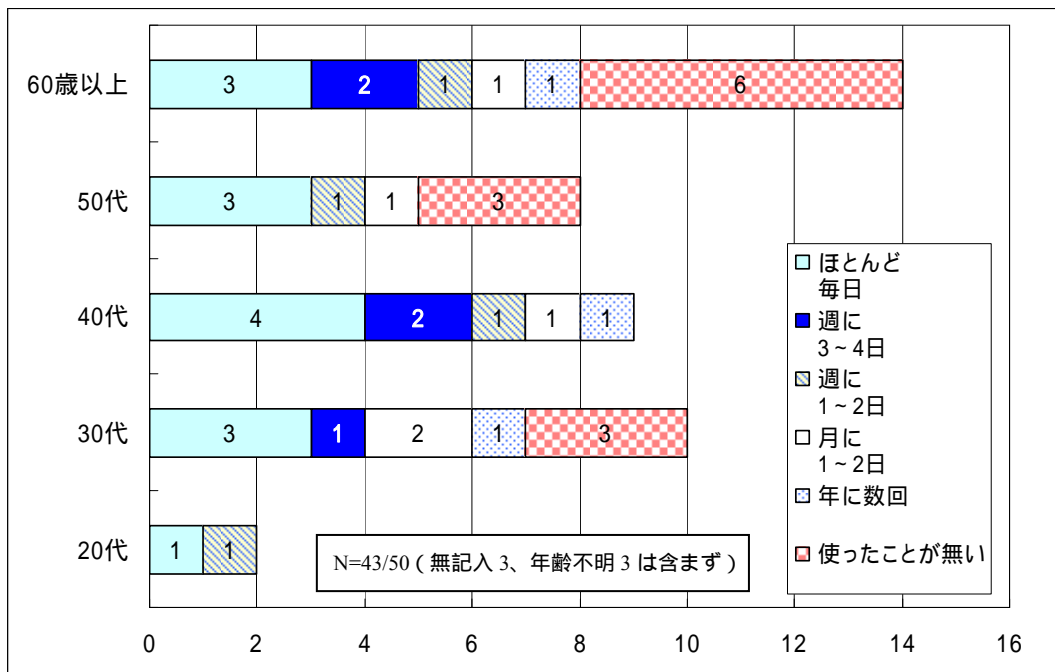 60歳以上
3 2 1 1 1 6
50代
3 1 1 3
40代
4 2 1 1 1
30代
3 1 2 1 3
20代
1 1
ほとんど
毎日
週に
3~4日
週に
1~2日
月に
1~2日
年に数回
使ったことが無い
N=43/50(無記入 3、年齢不明 3 は含まず)
0 2 4 6 8 10 12 14 16